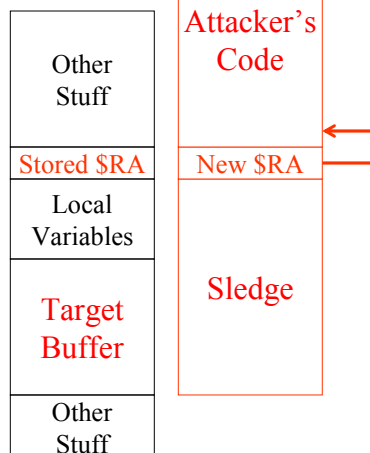 Other
Stuff
Stored $RA
Local
Variables
Target
Buffer
Other
Stuff
Attacker's
Code
New $RA
Sledge